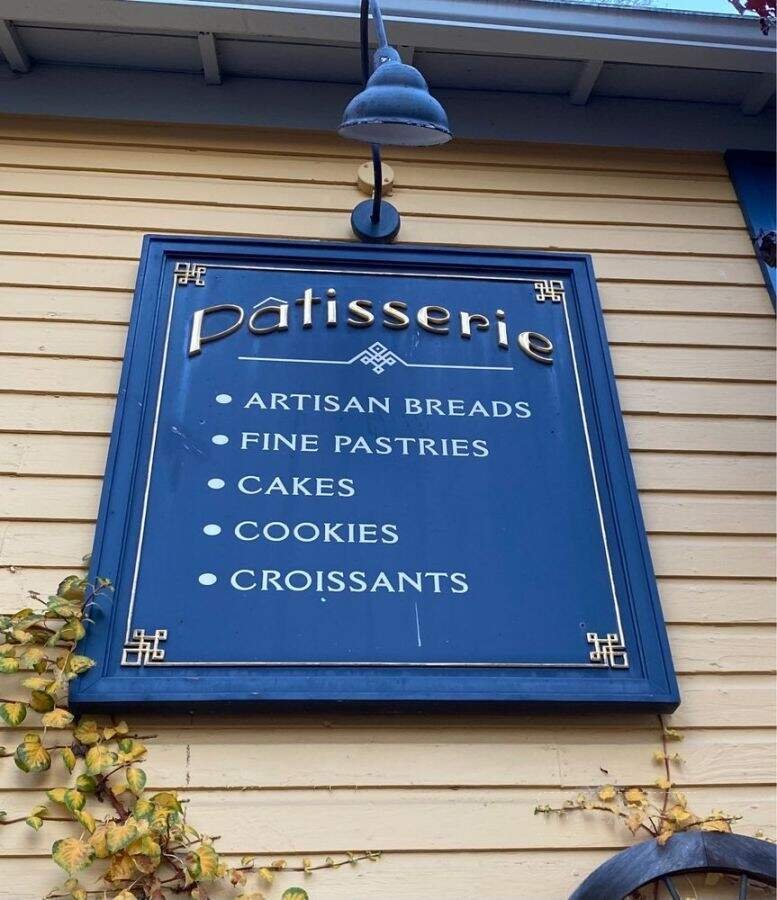 Pâtisserie
• ARTISAN BREADS
• FINE PASTRIES
• CAKES
• COOKIES
• CROISSANTS